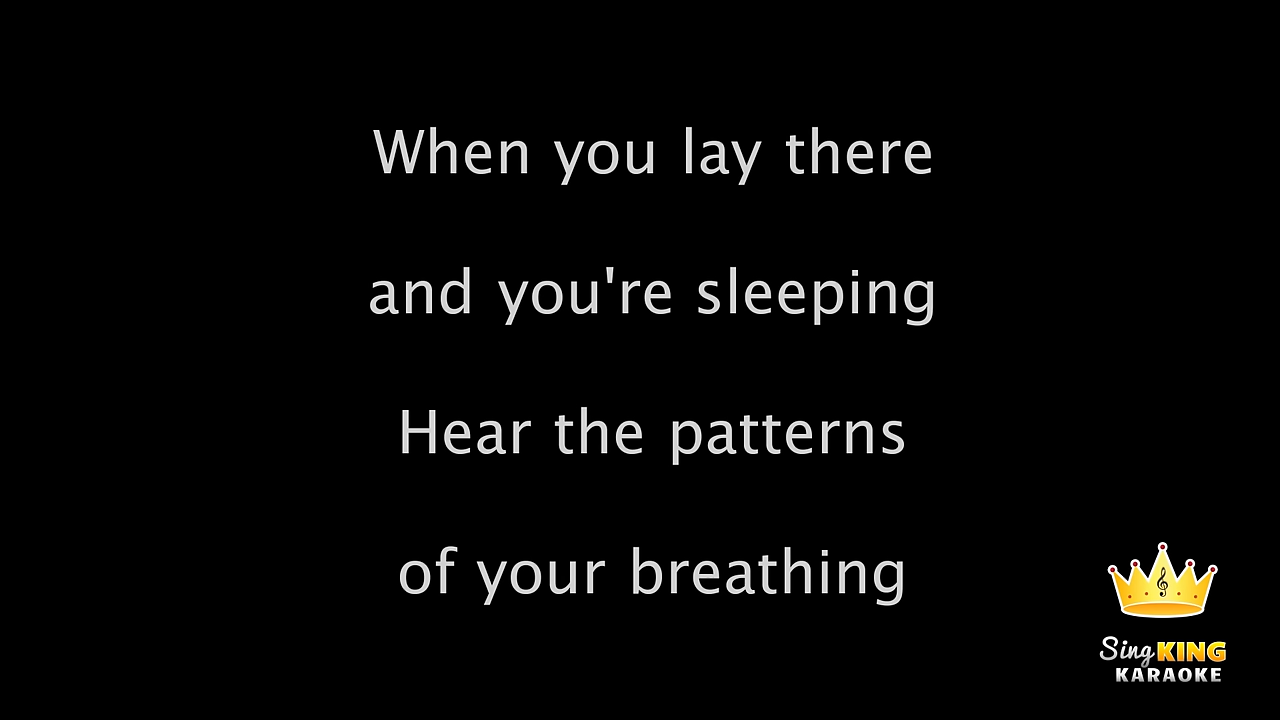 When you lay there
and you're sleeping
Hear the patterns
of your breathing
Sing KING
KARAOKE